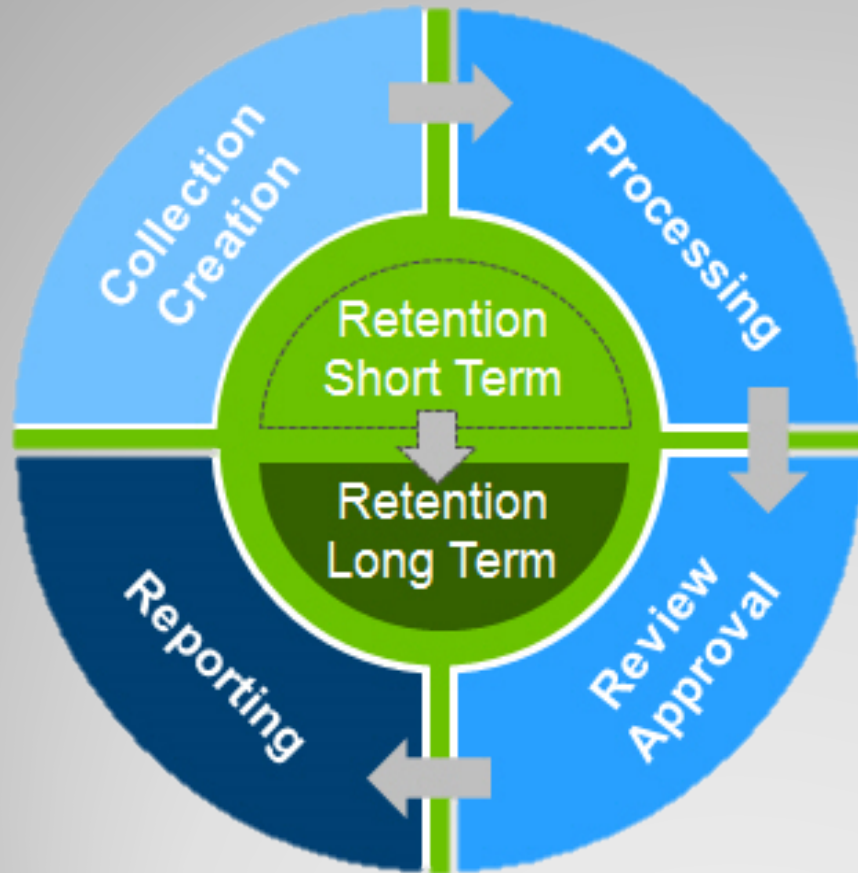 Collection
Creation
Processing
Retention
Short Term
Retention
Long Term
Reporting
Review
Approval